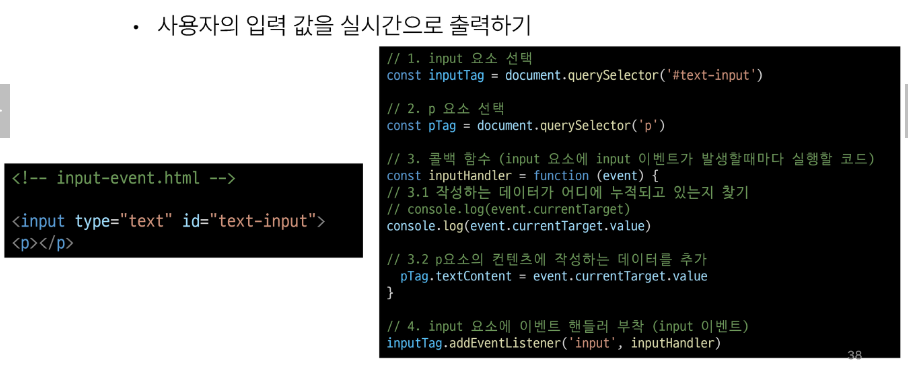 • 사용자의 입력 값을 실시간으로 출력하기
<!-- input-event.html -->
<input type="text" id="text-input">
<p></p>
// 1. input 요소 선택
const inputTag = document.querySelector('#text-input')
// 2. p 요소 선택
const pTag = document.querySelector('p')
// 3. 콜백 함수 (input 요소에 input 이벤트가 발생할때마다 실행할 코드)
const inputHandler = function (event) {
// 3.1 작성하는 데이터가 어디에 누적되고 있는지 찾기
// console.log(event.currentTarget)
console.log(event.currentTarget.value)
// 3.2 p요소의 컨텐츠에 작성하는 데이터를 추가
pTag.textContent = event.currentTarget.value
}
// 4. input 요소에 이벤트 핸들러 부착 (input 이벤트)
inputTag.addEventListener('input', inputHandler)
38